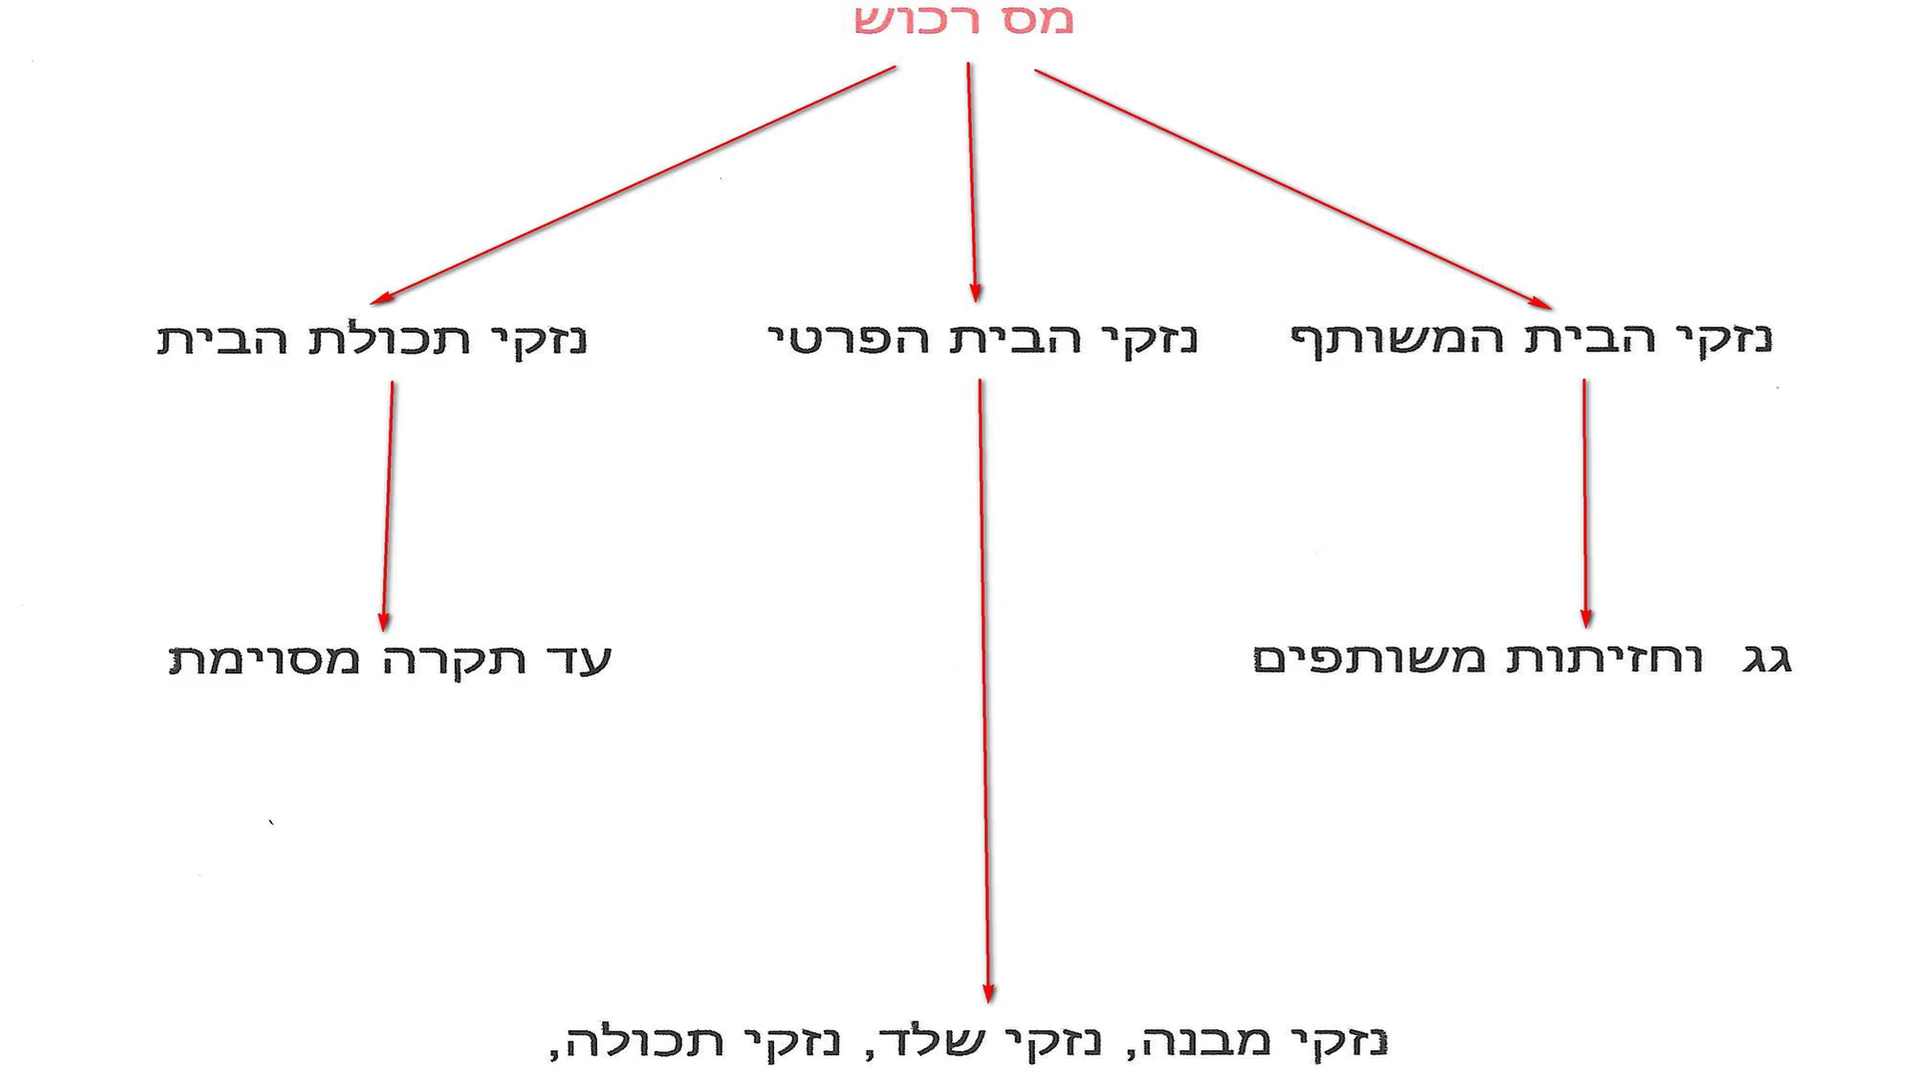 מס רכוש
נזקי הבית המשותף
נזקי הבית הפרטי
נזקי תכולת הבית
גג וחזיתות משותפים
עד תקרה מסוימת
נזקי מבנה, נזקי שלד, נזקי תכולה,